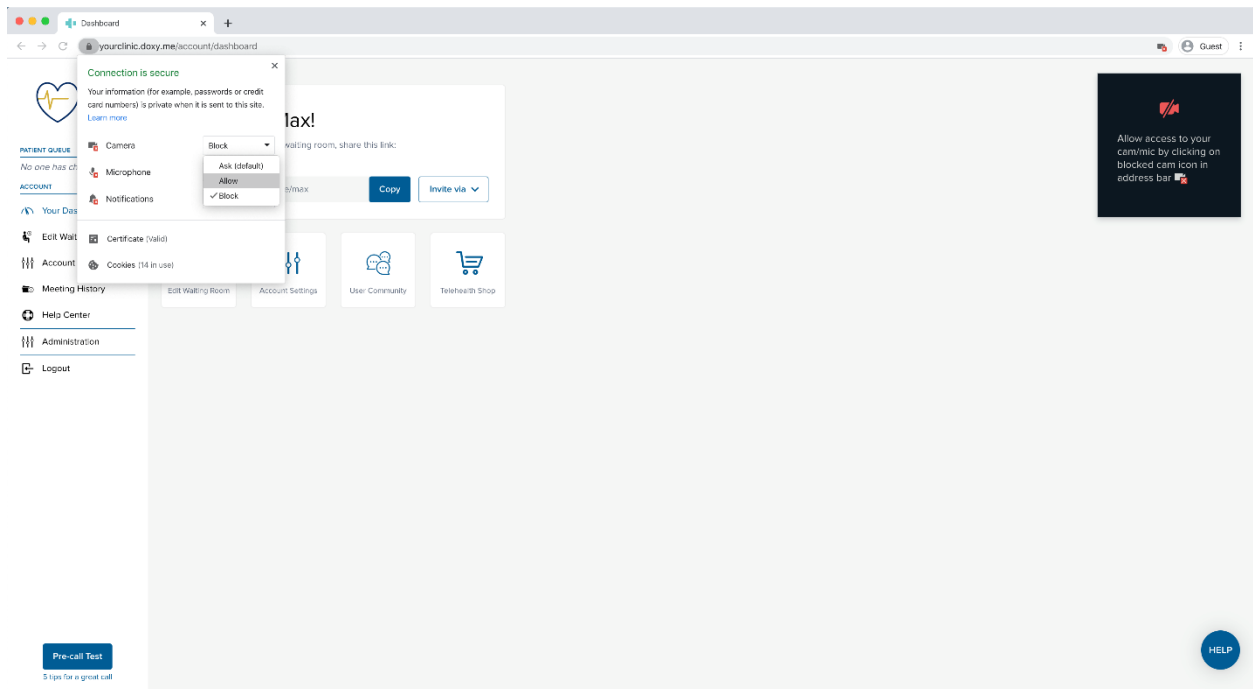 Dashboard
yourclinic.doxy.me/account/dashboard
Guest
Connection is secure
Your information (for example, passwords or credit
card numbers) is private when it is sent to this site.
Learn more
Camera
Block
Ask (default)
Allow
Block
Microphone
Notifications
Certificate (Valid)
Cookies (14 in use)
PATIENT QUEUE
No one has ch
ACCOUNT
Your Das
Edit Wait
Account
Meeting History
Help Center
Administration
Logout
Pre-call Test
5 tips for a great call
Max!
waiting room, share this link:
e/max
Copy
Invite via
Edit Waiting Room
Account Settings
User Community
Telehealth Shop
Allow access to your
cam/mic by clicking on
blocked cam icon in
address bar
HELP